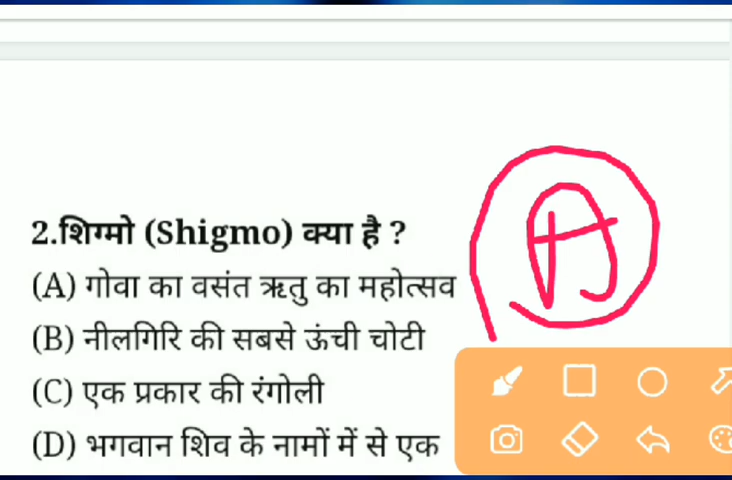 2.शिग्मो (Shigmo) क्या है ?
(A) गोवा का वसंत ऋतु का महोत्सव
(B) नीलगिरि की सबसे ऊंची चोटी
(C) एक प्रकार की रंगोली
(D) भगवान शिव के नामों में से एक
A